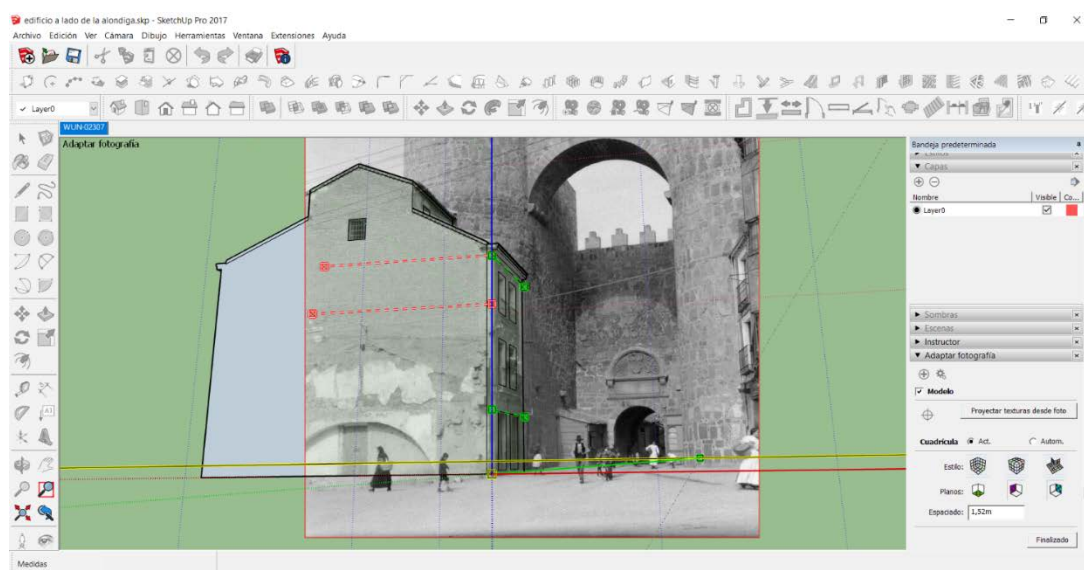 edificio a lado de la alondiga.skp - SketchUp Pro 2017
Archivo Edición Ver Cámara Dibujo Herramientas Ventana Extensiones Ayuda
Layer0
WUN-02307
Adaptar fotografía
Bandeja predeterminada
Estilos
Capas
Nombre Visible Co...
Layer0
Sombras
Escenas
Instructor
Adaptar fotografía
Modelo
Proyectar texturas desde foto
Cuadrícula Act. Autom.
Estilo:
Planos:
Espaciado: 1,52m
Finalizado
Medidas